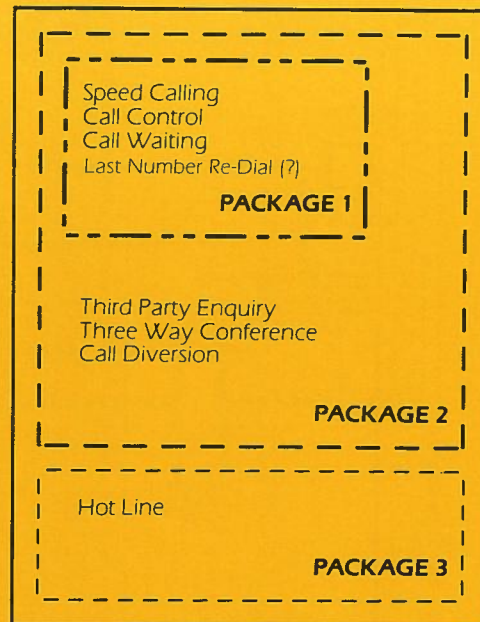 Speed Calling
Call Control
Call Waiting
Last Number Re-Dial (?)
PACKAGE 1
Third Party Enquiry
Three Way Conference
Call Diversion
PACKAGE 2
Hot Line
PACKAGE 3